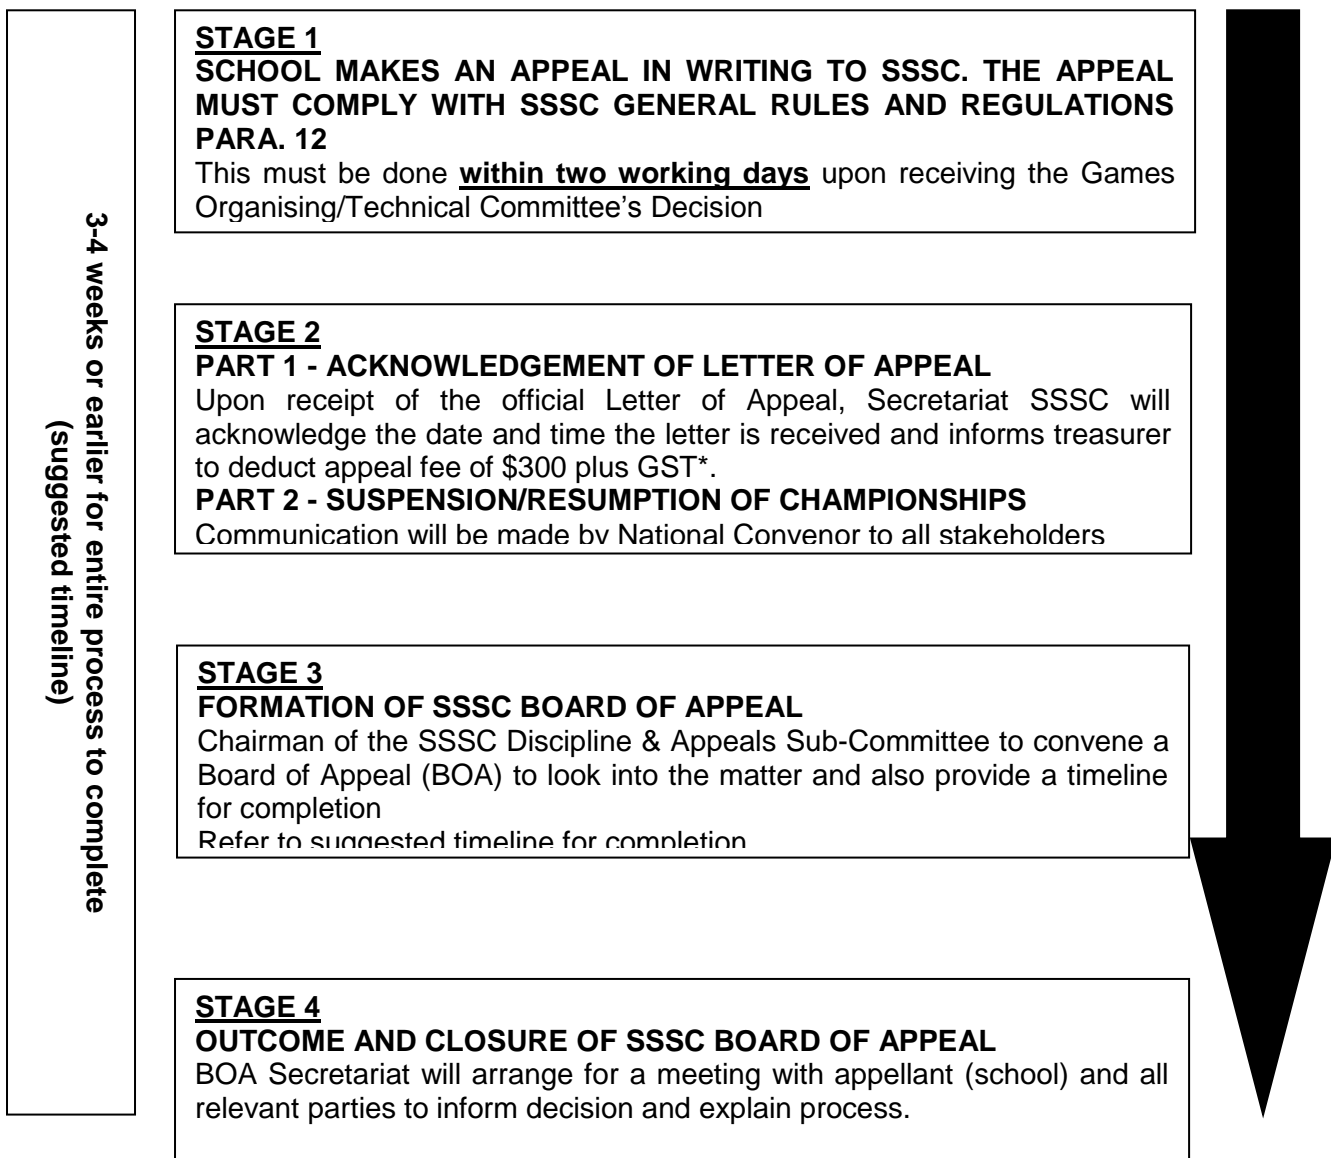 3-4 weeks or earlier for entire process to complete
(suggested timeline)
STAGE 1
SCHOOL MAKES AN APPEAL IN WRITING TO SSSC. THE APPEAL
MUST COMPLY WITH SSSC GENERAL RULES AND REGULATIONS
PARA. 12
This must be done within two working days upon receiving the Games
Organising/Technical Committee's Decision
STAGE 2
PART 1 - ACKNOWLEDGEMENT OF LETTER OF APPEAL
Upon receipt of the official Letter of Appeal, Secretariat SSSC will
acknowledge the date and time the letter is received and informs treasurer
to deduct appeal fee of $300 plus GST*.
PART 2 - SUSPENSION/RESUMPTION OF CHAMPIONSHIPS
Communication will be made by National Convenor to all stakeholders
STAGE 3
FORMATION OF SSSC BOARD OF APPEAL
Chairman of the SSSC Discipline & Appeals Sub-Committee to convene a
Board of Appeal (BOA) to look into the matter and also provide a timeline
for completion
Refer to suggested timeline for completion
STAGE 4
OUTCOME AND CLOSURE OF SSSC BOARD OF APPEAL
BOA Secretariat will arrange for a meeting with appellant (school) and all
relevant parties to inform decision and explain process.